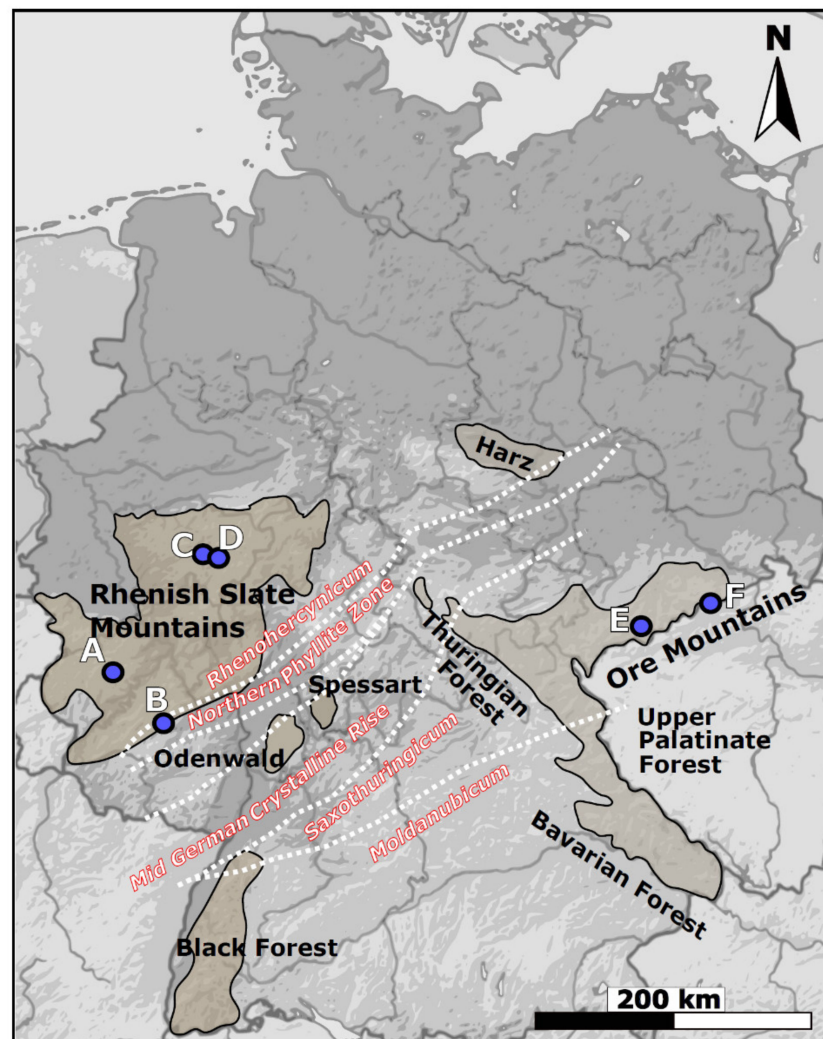 N
Harz
C
D
Rhenish Slate
Mountains
A
B
Rhenohercynicum
Northern Phyllite Zone
Mid German Crystalline Rise
Saxothuringicum
Moldanubicum
Spessart
Odenwald
Thuringian
Forest
E
F
Ore Mountains
Upper
Palatinate
Forest
Bavarian Forest
Black Forest
200 km